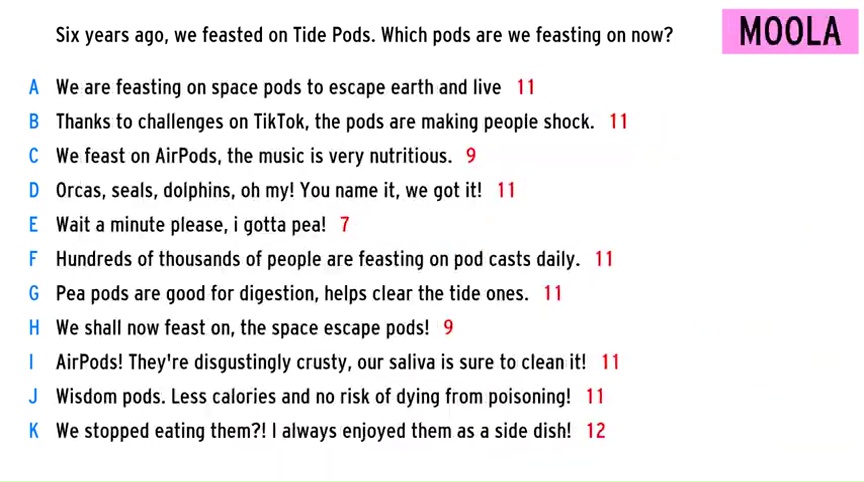 Six years ago, we feasted on Tide Pods. Which pods are we feasting on now?
MOOLA
A We are feasting on space pods to escape earth and live 11
B Thanks to challenges on TikTok, the pods are making people shock. 11
C We feast on AirPods, the music is very nutritious. 9
D Orcas, seals, dolphins, oh my! You name it, we got it! 11
E Wait a minute please, i gotta pea! 7
F Hundreds of thousands of people are feasting on pod casts daily. 11
G Pea pods are good for digestion, helps clear the tide ones. 11
H We shall now feast on, the space escape pods! 9
I AirPods! They're disgustingly crusty, our saliva is sure to clean it! 11
J Wisdom pods. Less calories and no risk of dying from poisoning! 11
K We stopped eating them?! I always enjoyed them as a side dish! 12